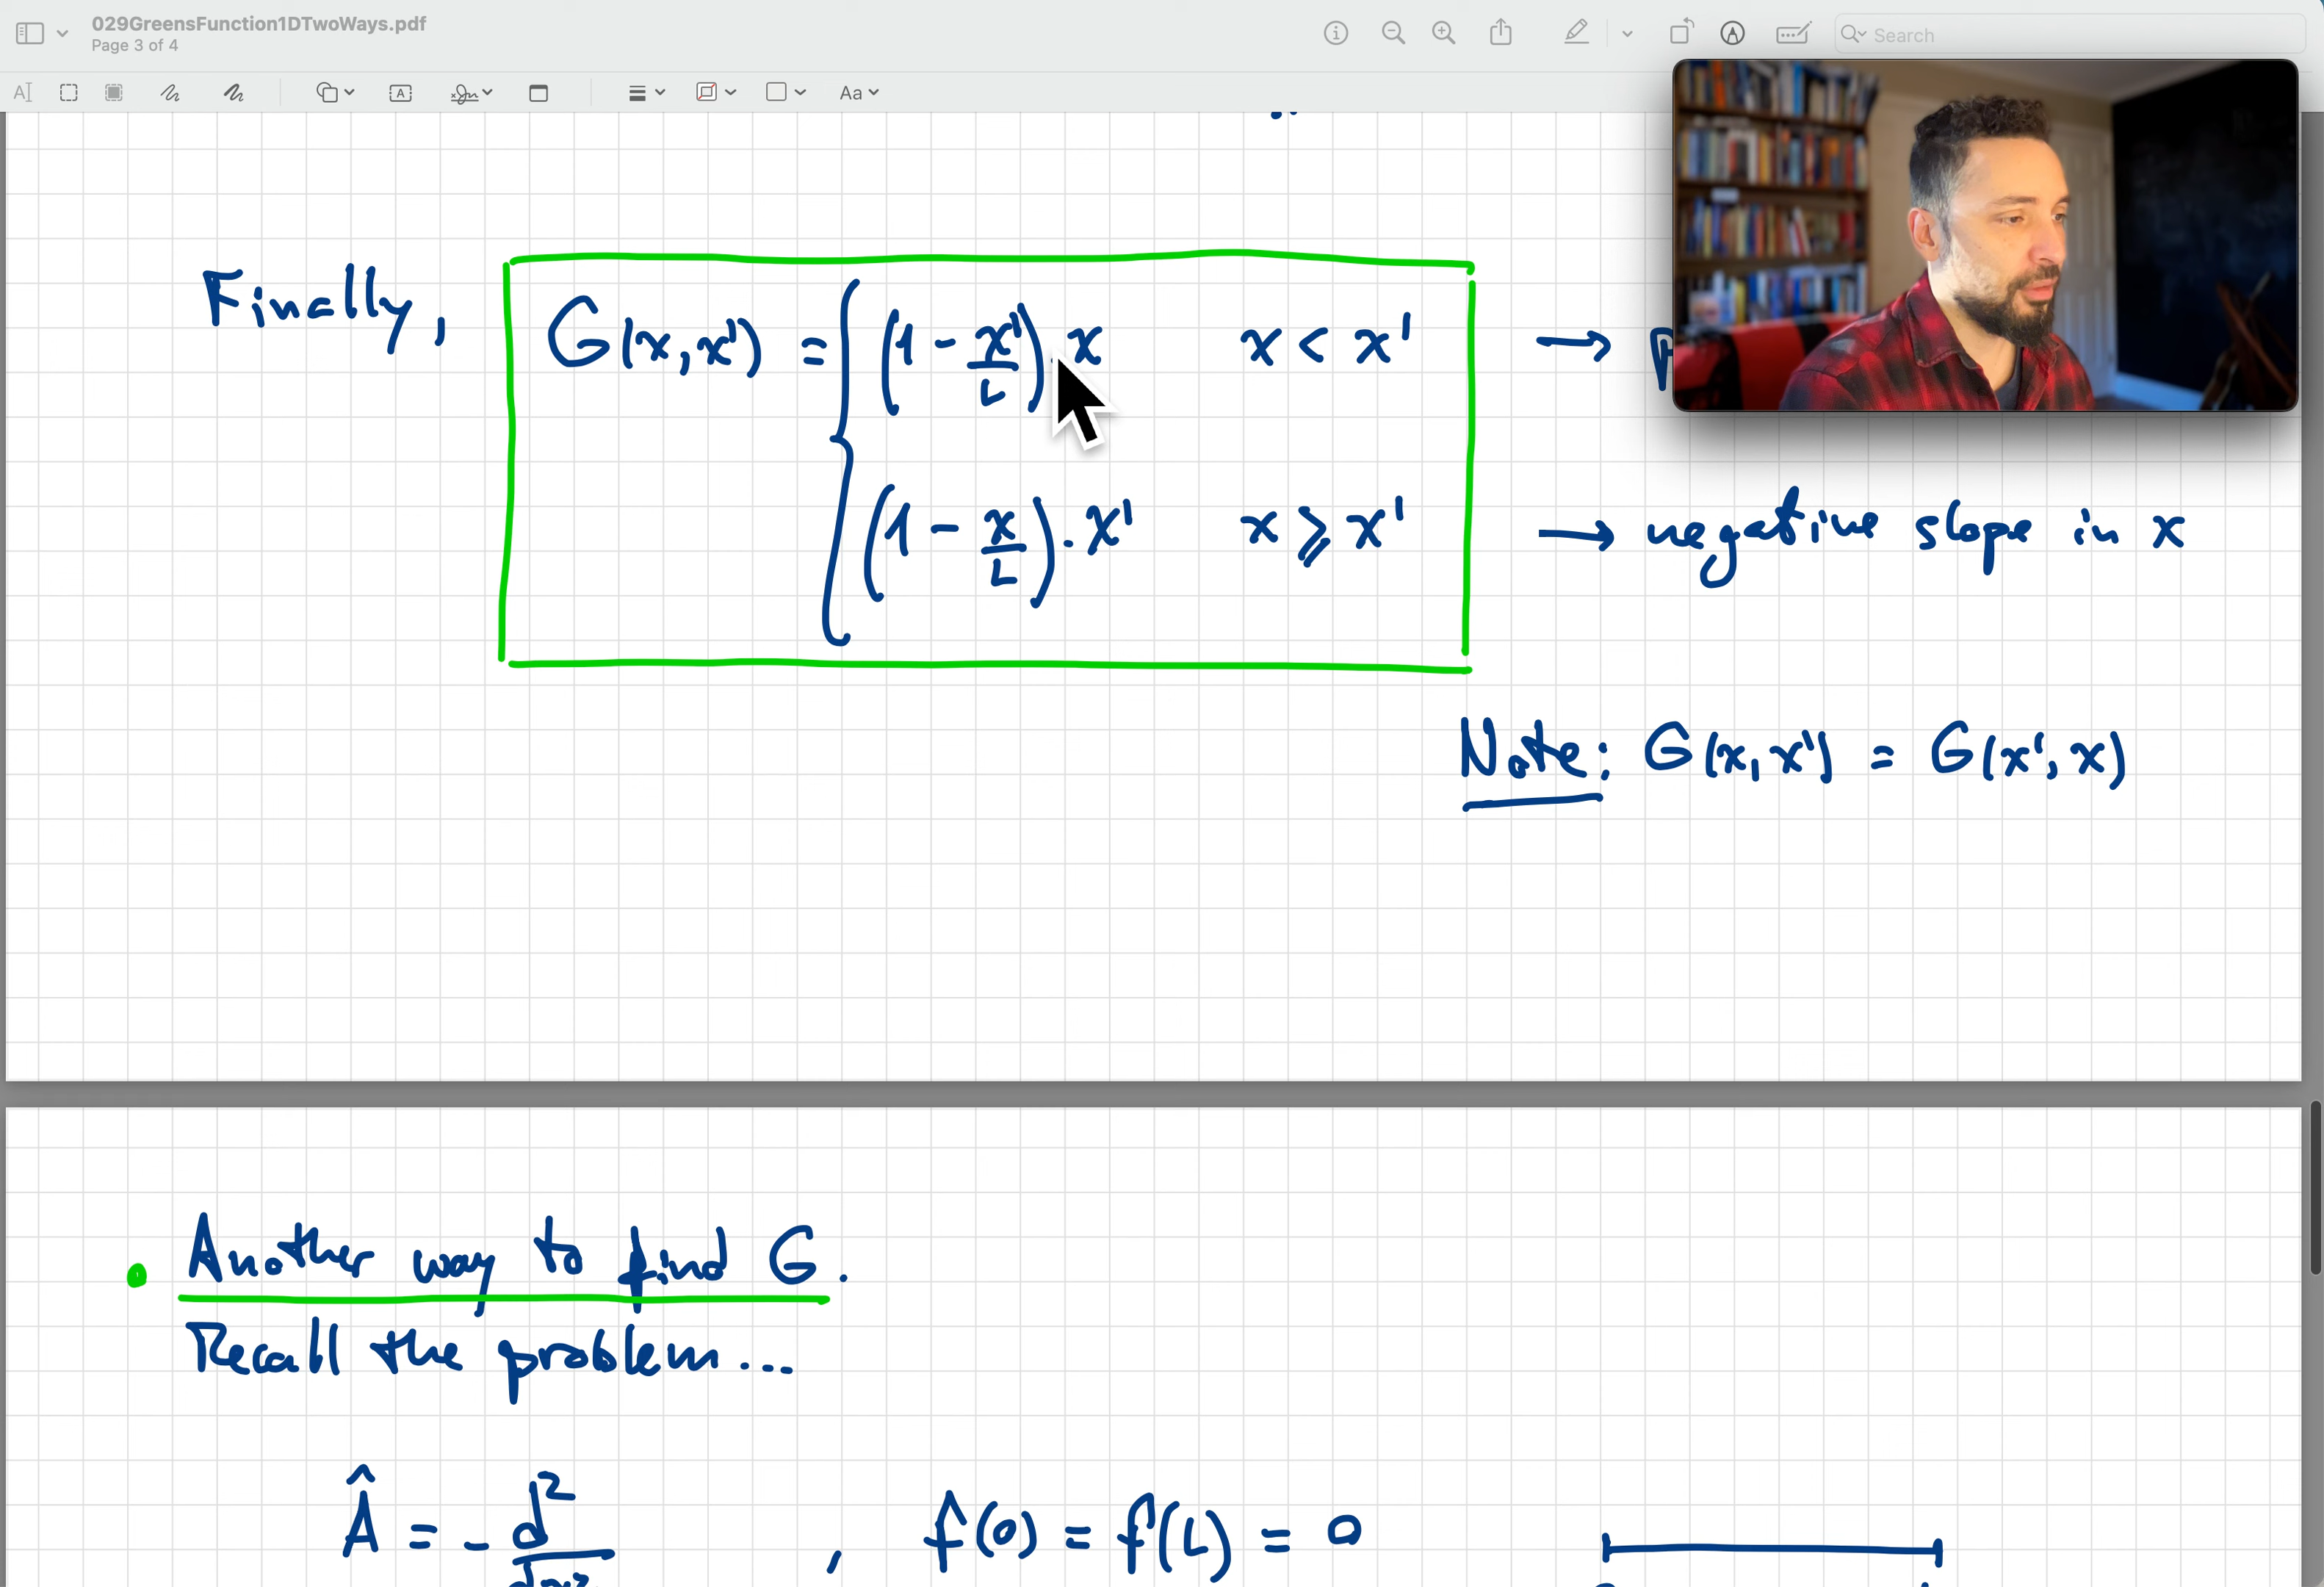 029GreensFunction1DTwoWays.pdf
Page 3 of 4
Search
Aa
Finally, G(x,x') = { (1 - x'/L) · x   x < x' →
(1 - x/L) · x'   x ⩾ x' → negative slope in x
Note: G(x,x') = G(x',x)
• Another way to find G.
Recall the problem...
Â = - d²/dx² , f(0) = f(L) = 0